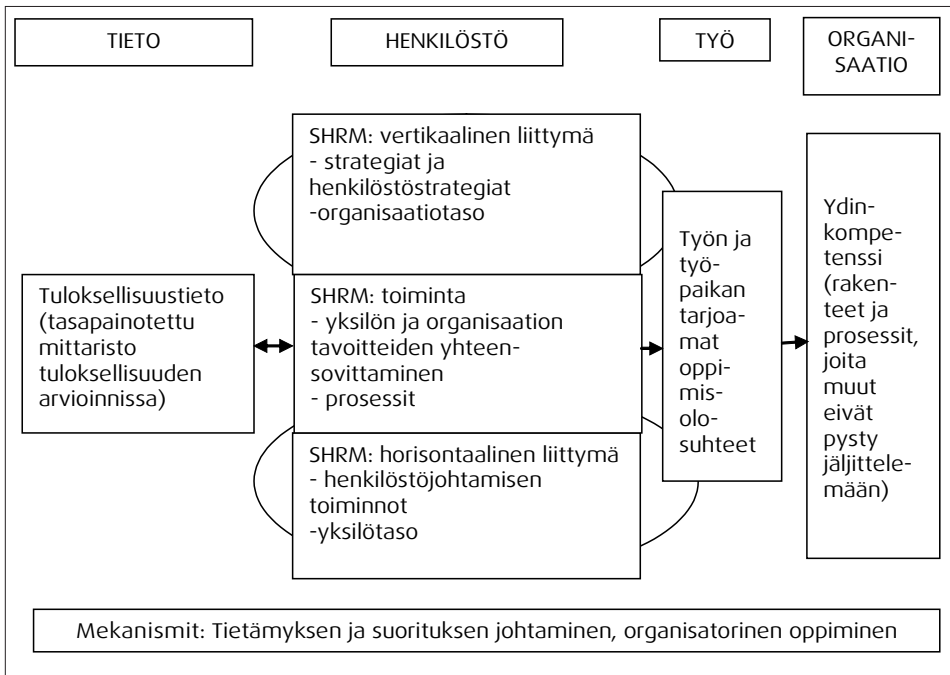 TIETO
HENKILÖSTÖ
TYÖ
ORGANI-
SAATIO
SHRM: vertikaalinen liittymä
- strategiat ja
henkilöstöstrategiat
-organisaatiotaso
Tuloksellisuustieto
(tasapainotettu
mittaristo
tuloksellisuuden
arvioinnissa)
SHRM: toiminta
- yksilön ja organisaation
tavoitteiden yhteen-
sovittaminen
- prosessit
SHRM: horisontaalinen liittymä
- henkilöstöjohtamisen
toiminnot
-yksilötaso
Työn ja
työ-
paikan
tarjoa-
mat
oppi-
mis-
olo-
suhteet
Ydin-
kompe-
tenssi
(raken-
teet ja
prosessit,
joita
muut
eivät
pysty
jäljittele-
mään)
Mekanismit: Tietämyksen ja suorituksen johtaminen, organisatorinen oppiminen